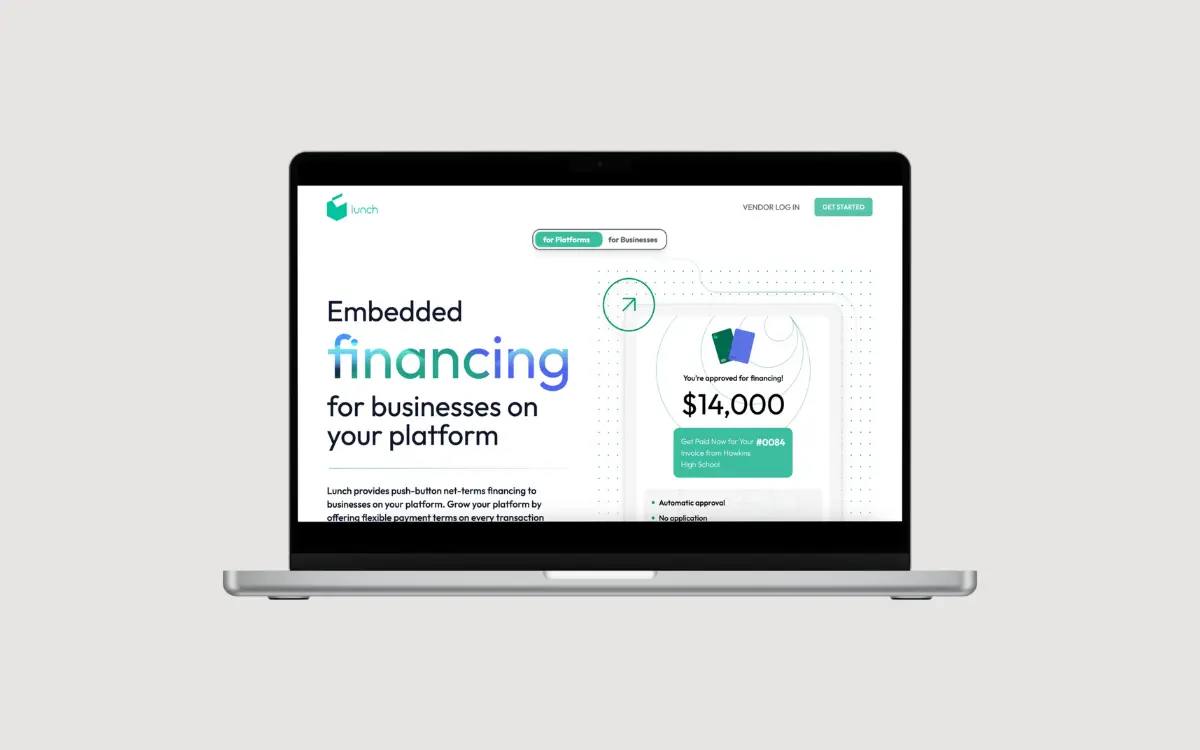 lunch
VENDOR LOG IN
GET STARTED
for Platforms
for Businesses
Embedded
financing
for businesses on
your platform
Lunch provides push-button net-terms financing to
businesses on your platform. Grow your platform by
offering flexible payment terms on every transaction
You're approved for financing!
$14,000
Get Paid Now for Your #0084
Invoice from Hawkins
High School
Automatic approval
No application